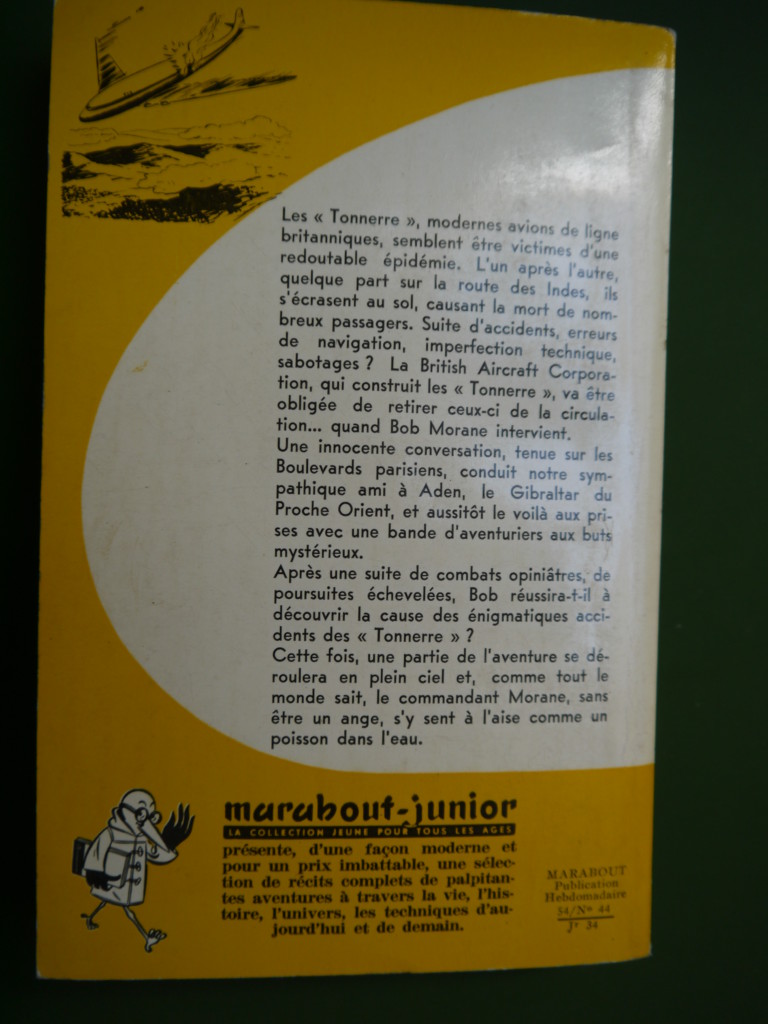 Les « Tonnerre », modernes avions de ligne
britanniques, semblent être victimes d'une
redoutable épidémie. L'un après l'autre,
quelque part sur la route des Indes, ils
s'écrasent au sol, causant la mort de nom-
breux passagers. Suite d'accidents, erreurs
de navigation, imperfection technique,
sabotages ? La British Aircraft Corpora-
tion, qui construit les « Tonnerre », va être
obligée de retirer ceux-ci de la circula-
tion... quand Bob Morane intervient.
Une innocente conversation, tenue sur les
Boulevards parisiens, conduit notre sym-
pathique ami à Aden, le Gibraltar du
Proche Orient, et aussitôt le voilà aux pri-
ses avec une bande d'aventuriers aux buts
mystérieux.
Après une suite de combats opiniâtres, de
poursuites échevelées, Bob réussira-t-il à
découvrir la cause des énigmatiques acci-
dents des « Tonnerre » ?
Cette fois, une partie de l'aventure se dé-
roulera en plein ciel et, comme tout le
monde sait, le commandant Morane, sans
être un ange, s'y sent à l'aise comme un
poisson dans l'eau.
marabout-junior
LA COLLECTION JEUNE POUR TOUS LES AGES
présente, d'une façon moderne et
pour un prix imbattable, une sélec-
tion de récits complets de palpitan-
tes aventures à travers la vie, l'his-
toire, l'univers, les techniques d'au-
jourd'hui et de demain.
MARABOUT
Publication
Hebdomadaire
54/N° 44
Jr 34